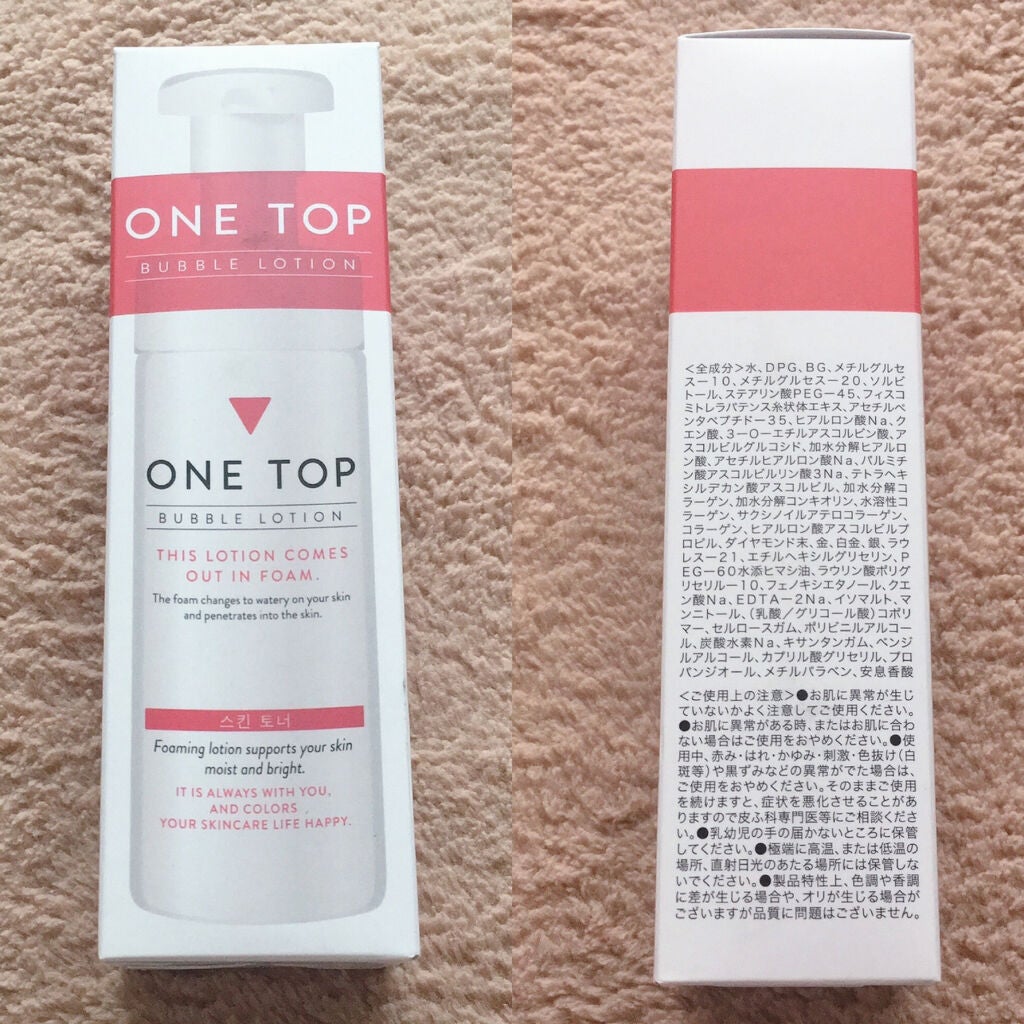 ONE TOP
BUBBLE LOTION
ONE TOP
BUBBLE LOTION
THIS LOTION COMES
OUT IN FOAM.
The foam changes to watery on your skin
and penetrates into the skin.
스킨 토너
Foaming lotion supports your skin
moist and bright.
IT IS ALWAYS WITH YOU,
AND COLORS
YOUR SKINCARE LIFE HAPPY.
<全成分>水、DPG、BG、メチルグルセ
スー10、メチルグルセスー20、ソルビ
トール、ステアリン酸PEGー45、フィスコ
ミトレラパテンス糸状体エキス、アセチルペ
ンタペプチドー35、ヒアルロン酸Na、ク
エン酸、3ーOーエチルアスコルビン酸、ア
スコルビルグルコシド、加水分解ヒアルロ
ン酸、アセチルヒアルロン酸Na、パルミチ
ン酸アスコルビルリン酸3Na、テトラヘキ
シルデカン酸アスコルビル、加水分解コ
ラーゲン、加水分解コンキオリン、水溶性コ
ラーゲン、サクシノイルアテロコラーゲン、
コラーゲン、ヒアルロン酸アスコルビルプ
ロピル、ダイヤモンド末、金、白金、銀、ラウ
レスー21、エチルヘキシルグリセリン、P
EGー60水添ヒマシ油、ラウリン酸ポリグ
リセリルー10、フェノキシエタノール、クエ
ン酸Na、EDTAー2Na、イソマルト、マ
ンニトール、(乳酸/グリコール酸)コポリ
マー、セルロースガム、ポリビニルアルコー
ル、炭酸水素Na、キサンタンガム、ベンジ
ルアルコール、カプリル酸グリセリル、プロ
パンジオール、メチルパラベン、安息香酸
<ご使用上の注意>●お肌に異常が生じ
ていないかよく注意してご使用ください。
●お肌に異常がある時、またはお肌に合わ
ない場合はご使用をおやめください。●使
用中、赤み・はれ・かゆみ・刺激・色抜け(白
斑等)や黒ずみなどの異常がでた場合は、
ご使用をおやめください。そのままご使用
を続けますと、症状を悪化させることがあ
りますので皮ふ科専門医等にご相談くださ
い。●乳幼児の手の届かないところに保管
してください。●極端に高温、または低温の
場所、直射日光のあたる場所には保管しな
いでください。●製品特性上、色調や香調
に差が生じる場合や、オリが生じる場合が
ございますが品質に問題はございません。